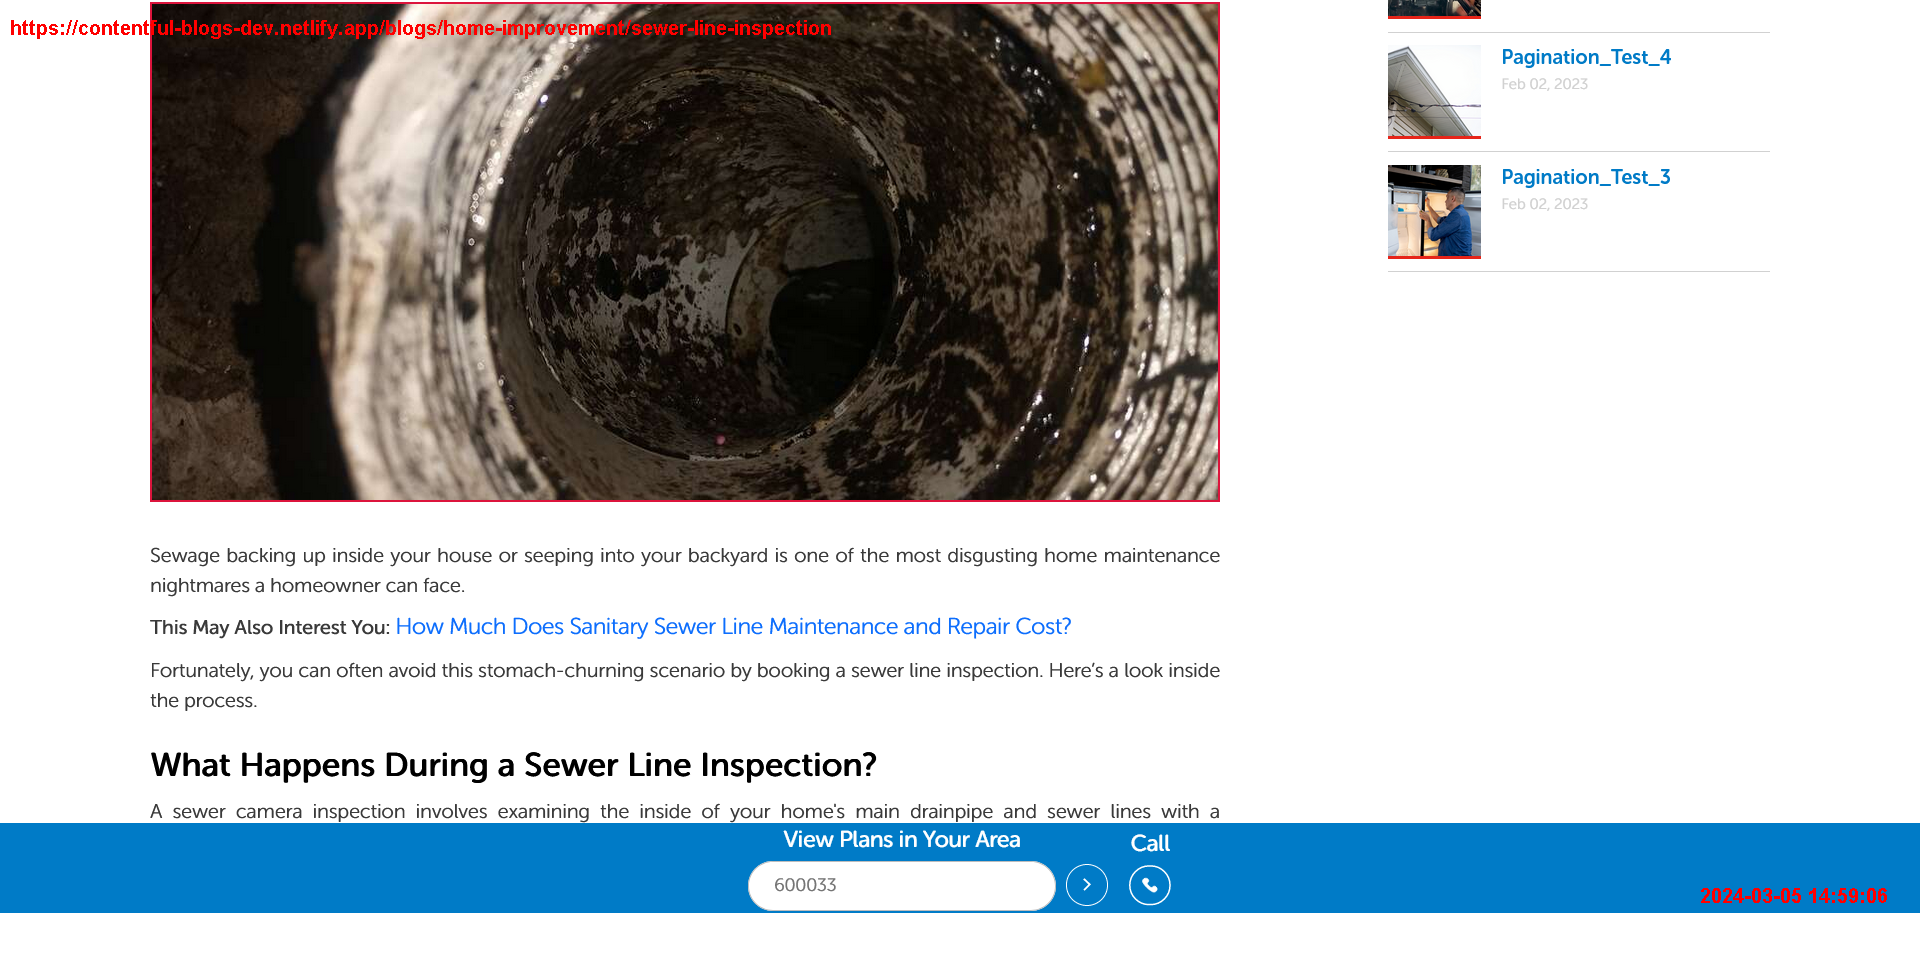 https://contentful-blogs-dev.netlify.app/blogs/home-improvement/sewer-line-inspection
Pagination_Test_4
Feb 02, 2023
Pagination_Test_3
Feb 02, 2023
Sewage backing up inside your house or seeping into your backyard is one of the most disgusting home maintenance
nightmares a homeowner can face.
This May Also Interest You: How Much Does Sanitary Sewer Line Maintenance and Repair Cost?
Fortunately, you can often avoid this stomach-churning scenario by booking a sewer line inspection. Here’s a look inside
the process.
What Happens During a Sewer Line Inspection?
A sewer camera inspection involves examining the inside of your home's main drainpipe and sewer lines with a
View Plans in Your Area
Call
600033
2024-03-05 14:59:06